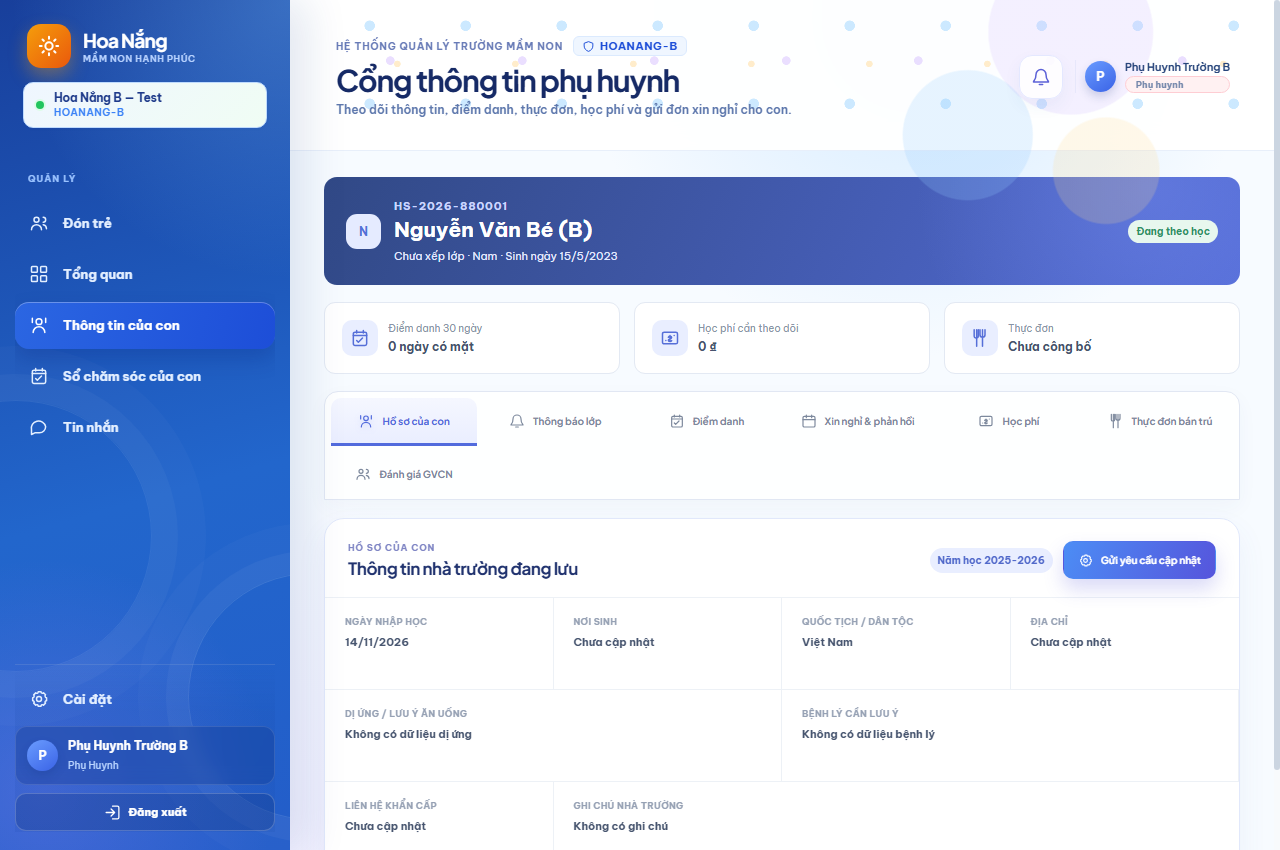 Hoa Nắng
MẦM NON HẠNH PHÚC
Hoa Nắng B – Test
HOANANG-B
QUẢN LÝ
Đón trẻ
Tổng quan
Thông tin của con
Sổ chăm sóc của con
Tin nhắn
Cài đặt
P
Phụ Huynh Trường B
Phụ Huynh
Đăng xuất
HỆ THỐNG QUẢN LÝ TRƯỜNG MẦM NON
HOANANG-B
Cổng thông tin phụ huynh
Theo dõi thông tin, điểm danh, thực đơn, học phí và gửi đơn xin nghỉ cho con.
P
Phụ Huynh Trường B
Phụ huynh
N
HS-2026-880001
Nguyễn Văn Bé (B)
Chưa xếp lớp · Nam · Sinh ngày 15/5/2023
Đang theo học
Điểm danh 30 ngày
0 ngày có mặt
Học phí cần theo dõi
0 ₫
Thực đơn
Chưa công bố
Hồ sơ của con
Thông báo lớp
Điểm danh
Xin nghỉ & phản hồi
Học phí
Thực đơn bán trú
Đánh giá GVCN
HỒ SƠ CỦA CON
Thông tin nhà trường đang lưu
Năm học 2025-2026
Gửi yêu cầu cập nhật
NGÀY NHẬP HỌC
14/11/2026
NƠI SINH
Chưa cập nhật
QUỐC TỊCH / DÂN TỘC
Việt Nam
ĐỊA CHỈ
Chưa cập nhật
DỊ ỨNG / LƯU Ý ĂN UỐNG
Không có dữ liệu dị ứng
BỆNH LÝ CẦN LƯU Ý
Không có dữ liệu bệnh lý
LIÊN HỆ KHẨN CẤP
Chưa cập nhật
GHI CHÚ NHÀ TRƯỜNG
Không có ghi chú